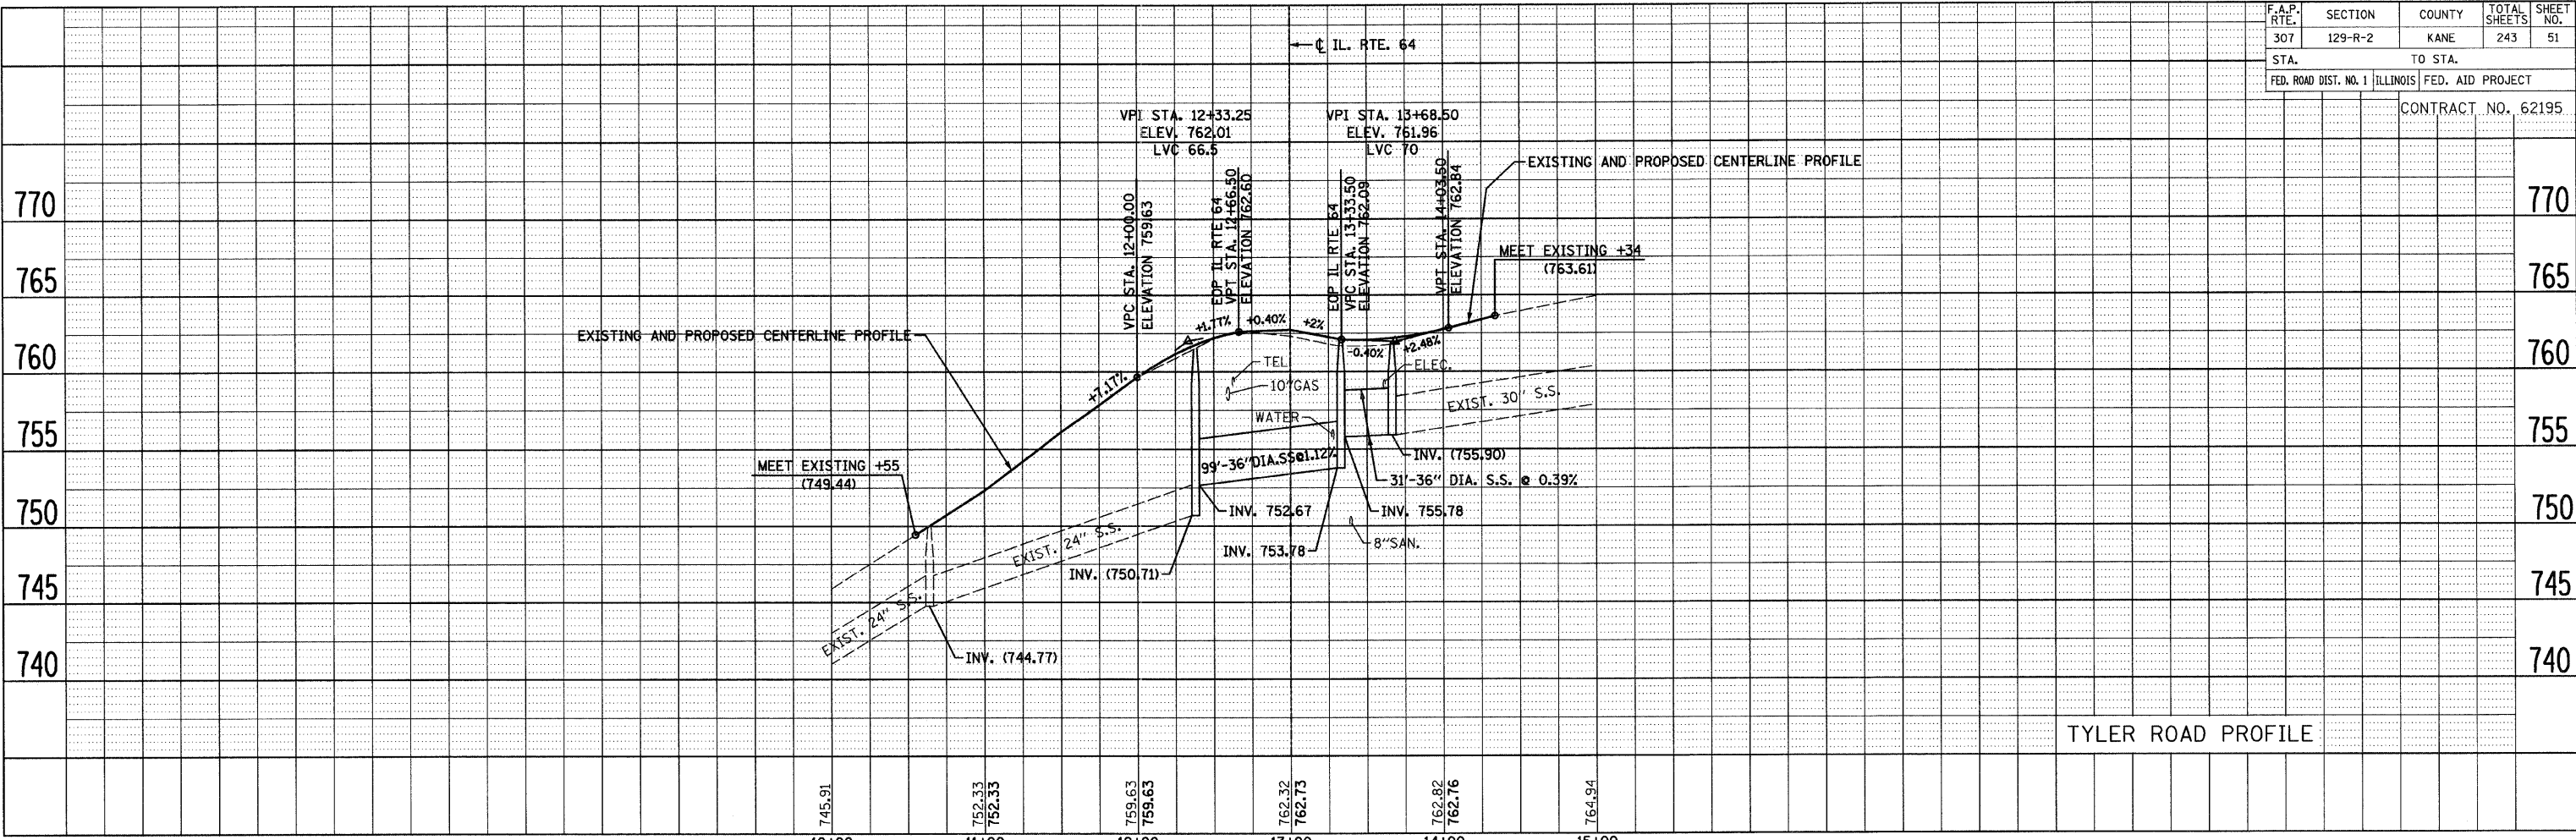 F.A.P. RTE. SECTION COUNTY TOTAL SHEETS SHEET NO.
307 129-R-2 KANE 243 51
STA. TO STA.
FED. ROAD DIST. NO. 1 ILLINOIS FED. AID PROJECT
CONTRACT NO. 62195
℄ IL. RTE. 64
VPI STA. 12+33.25
ELEV. 762.01
LVC 66.5
VPI STA. 13+68.50
ELEV. 761.96
LVC 70
VPC STA. 12+00.00
ELEVATION 759.63
EOP IL RTE 64
VPT STA. 12+66.50
ELEVATION 762.60
EOP IL RTE 64
VPC STA. 13+33.50
ELEVATION 762.09
VPT STA. 14+03.50
ELEVATION 762.84
EXISTING AND PROPOSED CENTERLINE PROFILE
MEET EXISTING +34
(763.61)
EXISTING AND PROPOSED CENTERLINE PROFILE
+7.17%
+1.77%
+0.40%
+2%
-0.40%
+2.48%
TEL
10"GAS
WATER
ELEC.
EXIST. 30" S.S.
99'-36"DIA.SS@1.12%
INV. (755.90)
31'-36" DIA. S.S. @ 0.39%
INV. 752.67
INV. 755.78
INV. 753.78
8"SAN.
MEET EXISTING +55
(749.44)
EXIST. 24" S.S.
INV. (750.71)
EXIST. 24" S.S.
INV. (744.77)
770
765
760
755
750
745
740
770
765
760
755
750
745
740
TYLER ROAD PROFILE
745.91
752.33
752.33
759.63
759.63
762.32
762.73
762.82
762.76
764.94